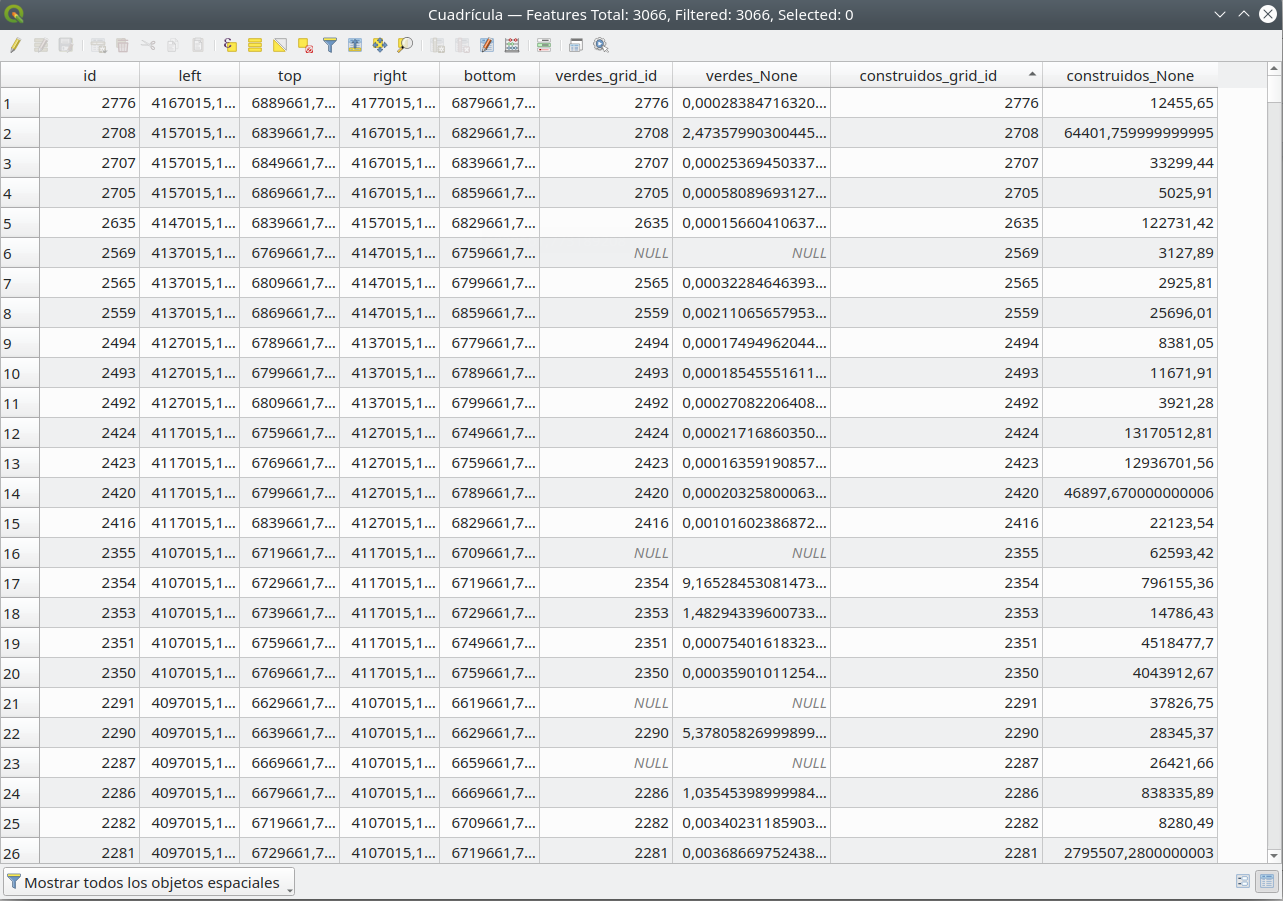 Cuadrícula — Features Total: 3066, Filtered: 3066, Selected: 0
id left top right bottom verdes_grid_id verdes_None construidos_grid_id construidos_None
1 2776 4167015,1... 6889661,7... 4177015,1... 6879661,7... 2776 0,00028384716320... 2776 12455,65
2 2708 4157015,1... 6839661,7... 4167015,1... 6829661,7... 2708 2,47357990300445... 2708 64401,759999999995
3 2707 4157015,1... 6849661,7... 4167015,1... 6839661,7... 2707 0,00025369450337... 2707 33299,44
4 2705 4157015,1... 6869661,7... 4167015,1... 6859661,7... 2705 0,00058089693127... 2705 5025,91
5 2635 4147015,1... 6839661,7... 4157015,1... 6829661,7... 2635 0,00015660410637... 2635 122731,42
6 2569 4137015,1... 6769661,7... 4147015,1... 6759661,7... NULL NULL 2569 3127,89
7 2565 4137015,1... 6809661,7... 4147015,1... 6799661,7... 2565 0,00032284646393... 2565 2925,81
8 2559 4137015,1... 6869661,7... 4147015,1... 6859661,7... 2559 0,00211065657953... 2559 25696,01
9 2494 4127015,1... 6789661,7... 4137015,1... 6779661,7... 2494 0,00017494962044... 2494 8381,05
10 2493 4127015,1... 6799661,7... 4137015,1... 6789661,7... 2493 0,00018545551611... 2493 11671,91
11 2492 4127015,1... 6809661,7... 4137015,1... 6799661,7... 2492 0,00027082206408... 2492 3921,28
12 2424 4117015,1... 6759661,7... 4127015,1... 6749661,7... 2424 0,00021716860350... 2424 13170512,81
13 2423 4117015,1... 6769661,7... 4127015,1... 6759661,7... 2423 0,00016359190857... 2423 12936701,56
14 2420 4117015,1... 6799661,7... 4127015,1... 6789661,7... 2420 0,00020325800063... 2420 46897,670000000006
15 2416 4117015,1... 6839661,7... 4127015,1... 6829661,7... 2416 0,00101602386872... 2416 22123,54
16 2355 4107015,1... 6719661,7... 4117015,1... 6709661,7... NULL NULL 2355 62593,42
17 2354 4107015,1... 6729661,7... 4117015,1... 6719661,7... 2354 9,16528453081473... 2354 796155,36
18 2353 4107015,1... 6739661,7... 4117015,1... 6729661,7... 2353 1,48294339600733... 2353 14786,43
19 2351 4107015,1... 6759661,7... 4117015,1... 6749661,7... 2351 0,00075401618323... 2351 4518477,7
20 2350 4107015,1... 6769661,7... 4117015,1... 6759661,7... 2350 0,00035901011254... 2350 4043912,67
21 2291 4097015,1... 6629661,7... 4107015,1... 6619661,7... NULL NULL 2291 37826,75
22 2290 4097015,1... 6639661,7... 4107015,1... 6629661,7... 2290 5,37805826999899... 2290 28345,37
23 2287 4097015,1... 6669661,7... 4107015,1... 6659661,7... NULL NULL 2287 26421,66
24 2286 4097015,1... 6679661,7... 4107015,1... 6669661,7... 2286 1,03545398999984... 2286 838335,89
25 2282 4097015,1... 6719661,7... 4107015,1... 6709661,7... 2282 0,00340231185903... 2282 8280,49
26 2281 4097015,1... 6729661,7... 4107015,1... 6719661,7... 2281 0,00368669752438... 2281 2795507,2800000003
Mostrar todos los objetos espaciales